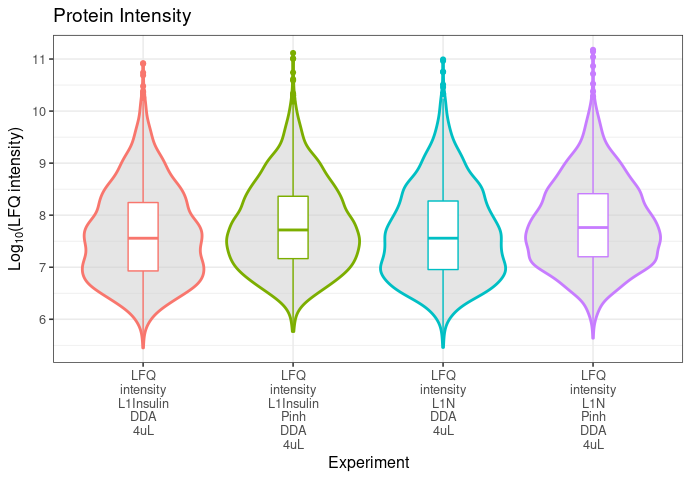 Protein Intensity
Log10(LFQ intensity)
11
10
9
8
7
6
LFQ
intensity
L1Insulin
DDA
4uL
LFQ
intensity
L1Insulin
Pinh
DDA
4uL
LFQ
intensity
L1N
DDA
4uL
LFQ
intensity
L1N
Pinh
DDA
4uL
Experiment